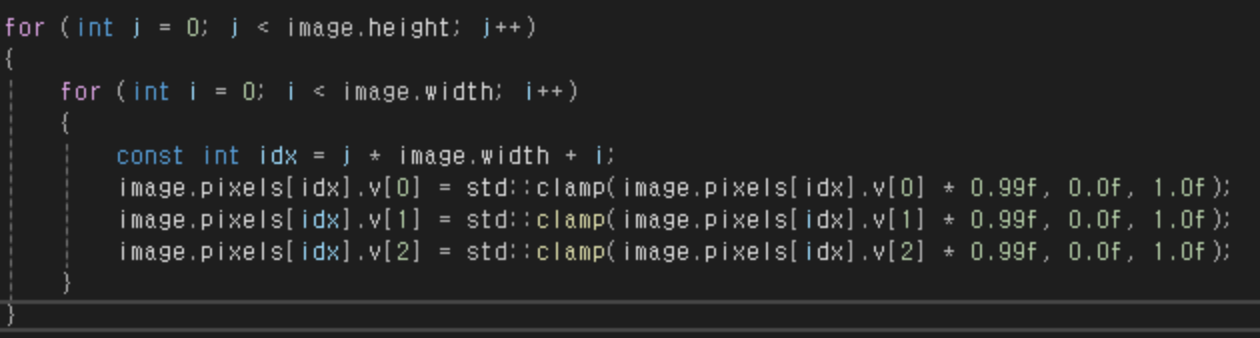 for (int j = 0; j < image.height; j++)
{
    for (int i = 0; i < image.width; i++)
    {
        const int idx = j * image.width + i;
        image.pixels[idx].v[0] = std::clamp(image.pixels[idx].v[0] * 0.99f, 0.0f, 1.0f);
        image.pixels[idx].v[1] = std::clamp(image.pixels[idx].v[1] * 0.99f, 0.0f, 1.0f);
        image.pixels[idx].v[2] = std::clamp(image.pixels[idx].v[2] * 0.99f, 0.0f, 1.0f);
    }
}